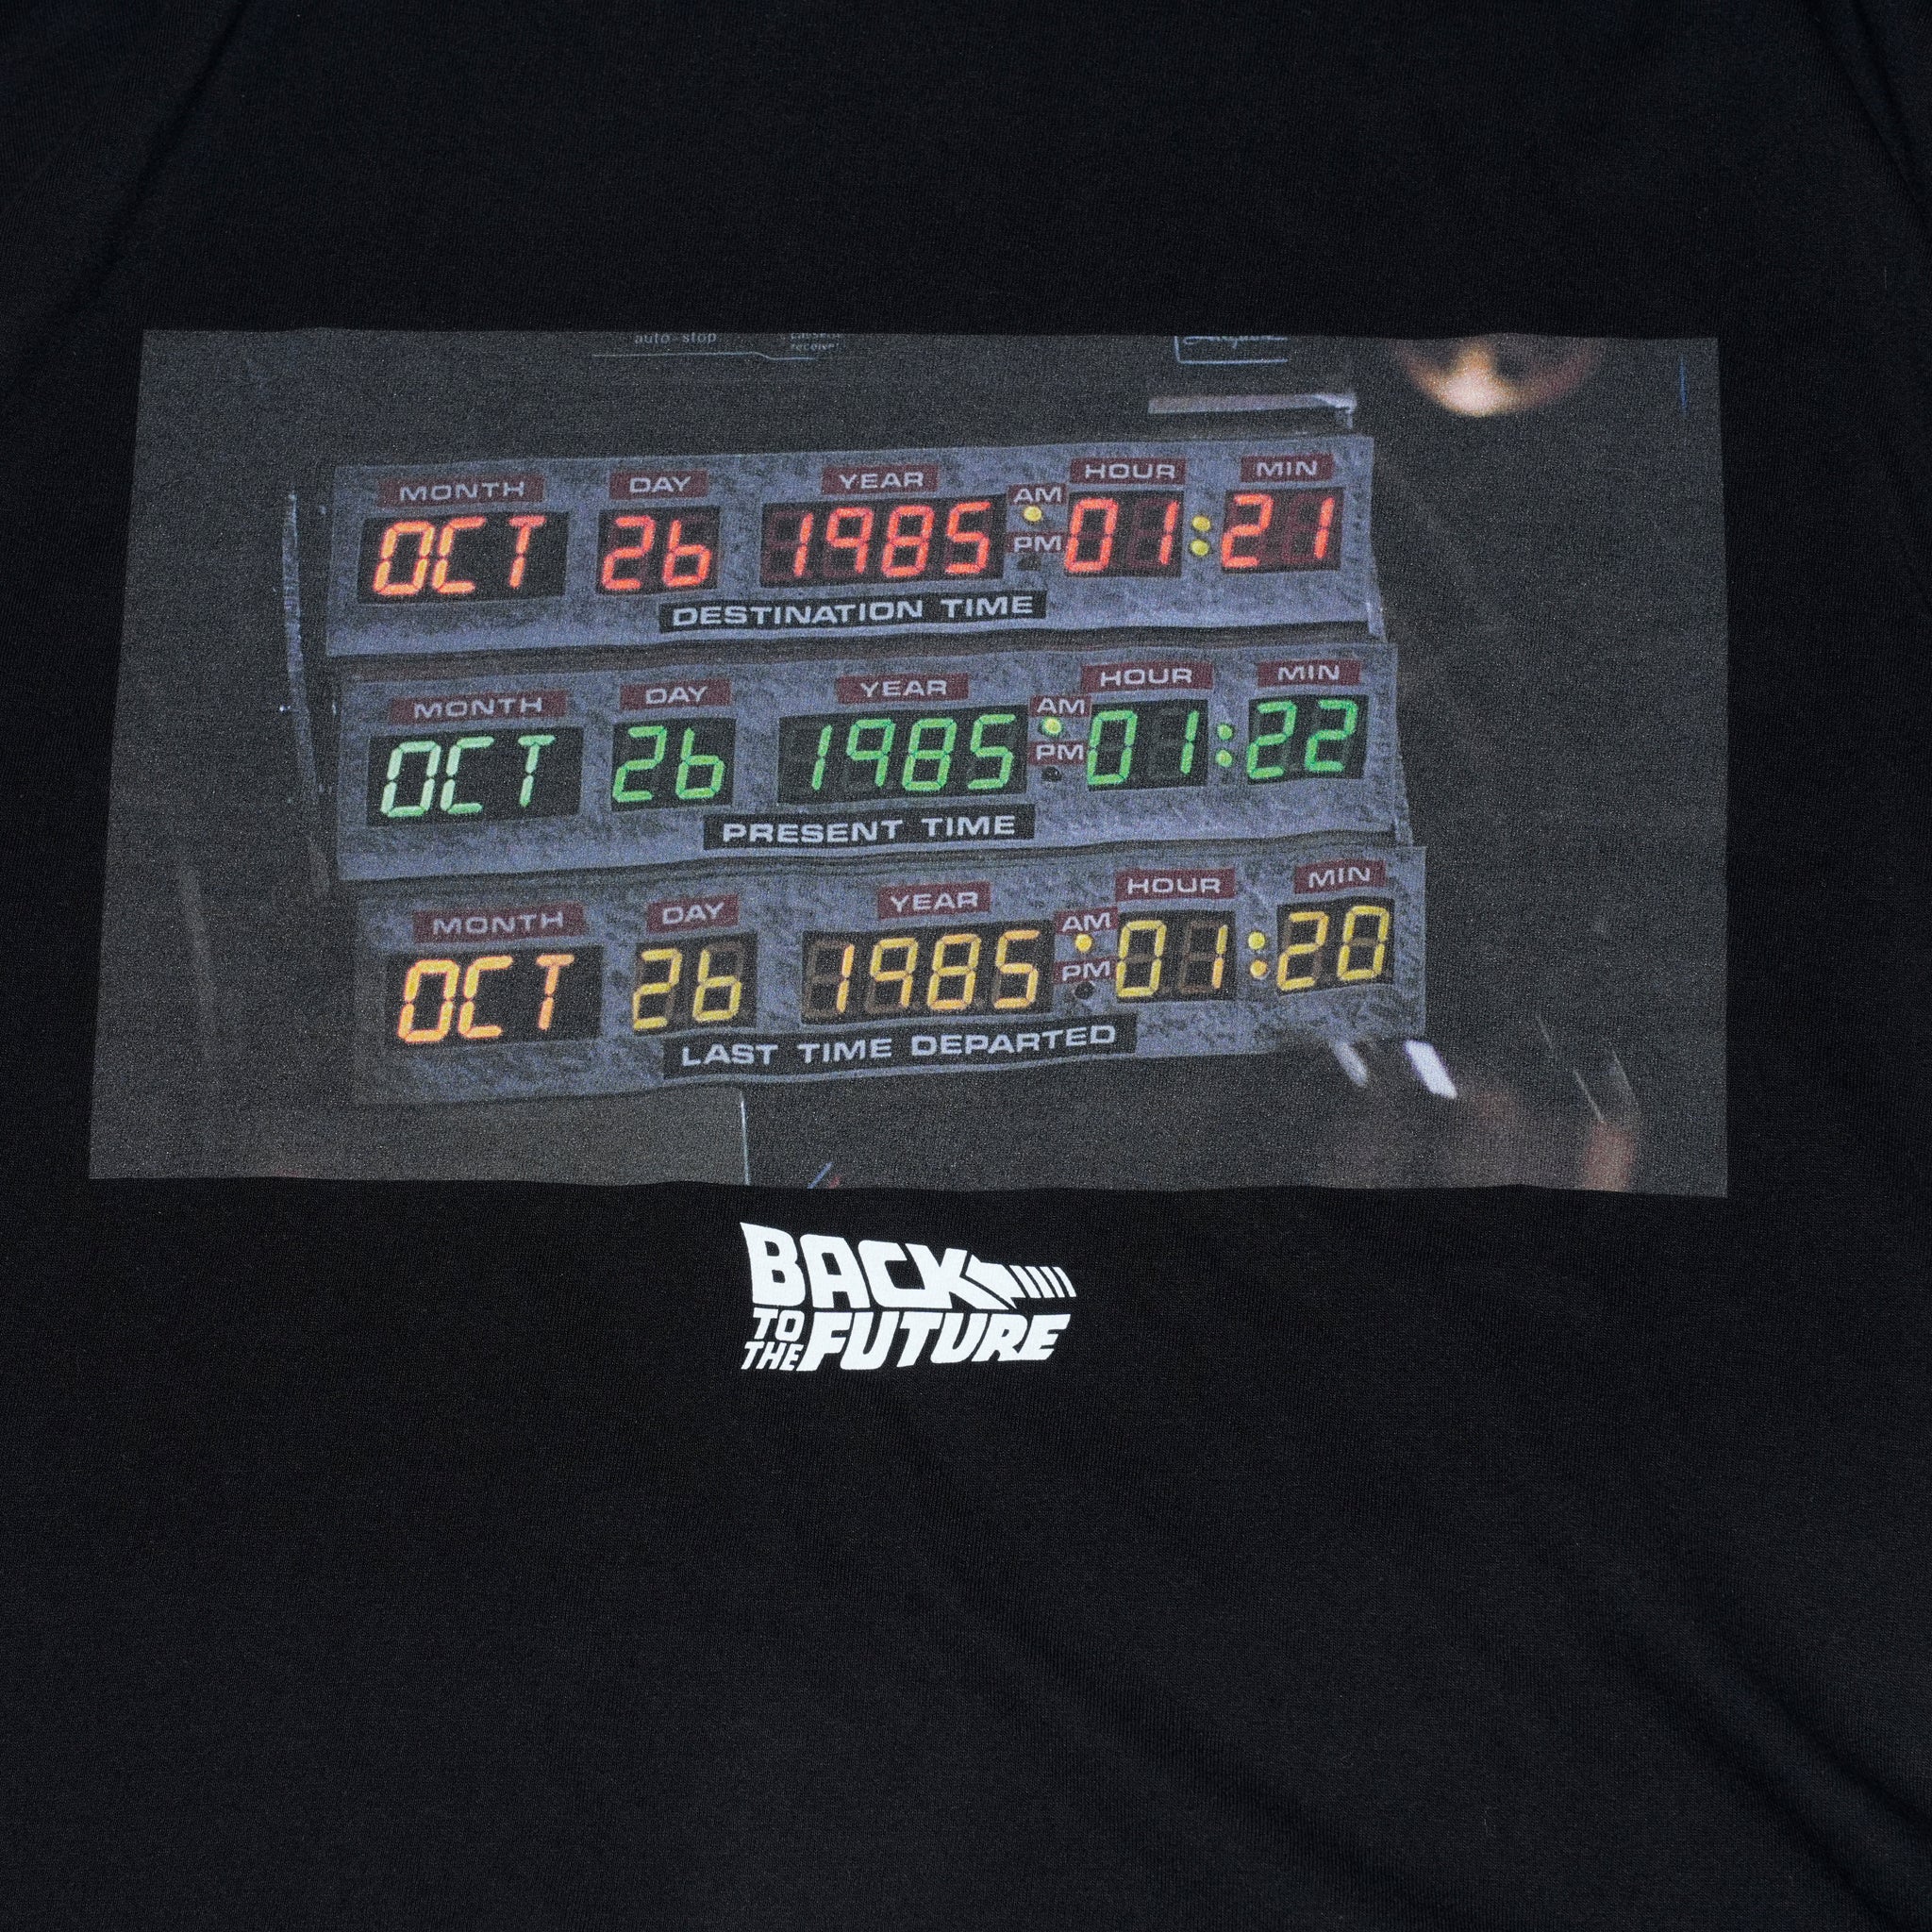 auto-stop
cassette
receiver
MONTH DAY YEAR HOUR MIN
OCT 26 1985 AM PM 01:21
DESTINATION TIME
MONTH DAY YEAR HOUR MIN
OCT 26 1985 AM PM 01:22
PRESENT TIME
MONTH DAY YEAR HOUR MIN
OCT 26 1985 AM PM 01:20
LAST TIME DEPARTED
BACK
TO THE FUTURE